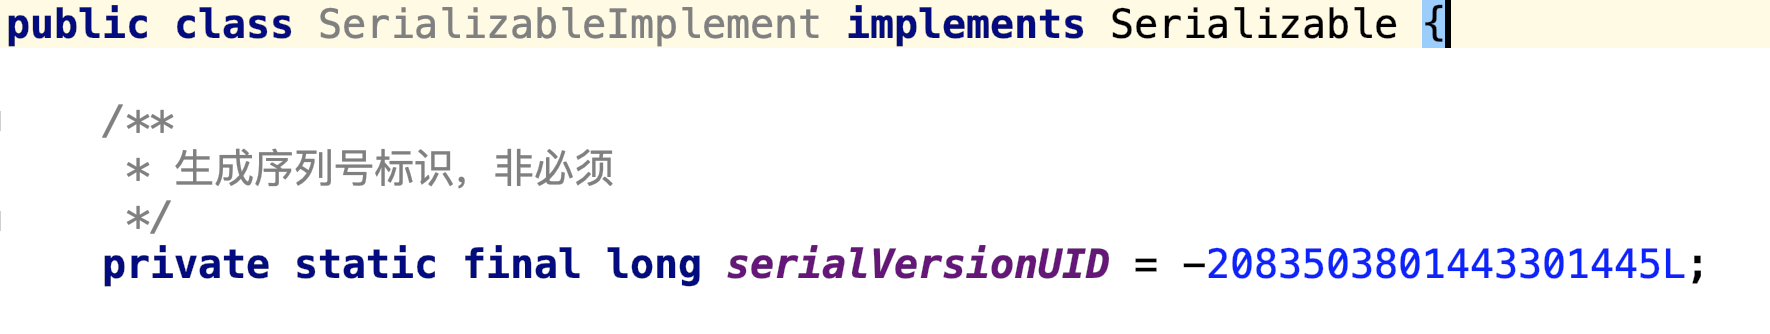 public class SerializableImplement implements Serializable {
/**
* 生成序列号标识，非必须
*/
private static final long serialVersionUID = -2083503801443301445L;